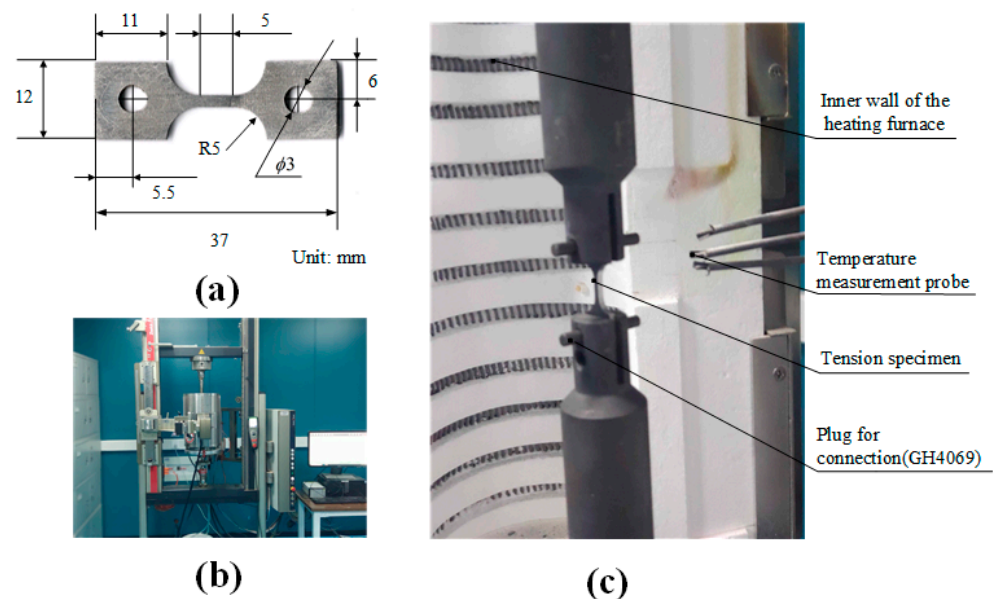 11
5
12
6
R5
ϕ3
5.5
37
Unit: mm
(a)
(b)
Inner wall of the
heating furnace
Temperature
measurement probe
Tension specimen
Plug for
connection(GH4069)
(c)